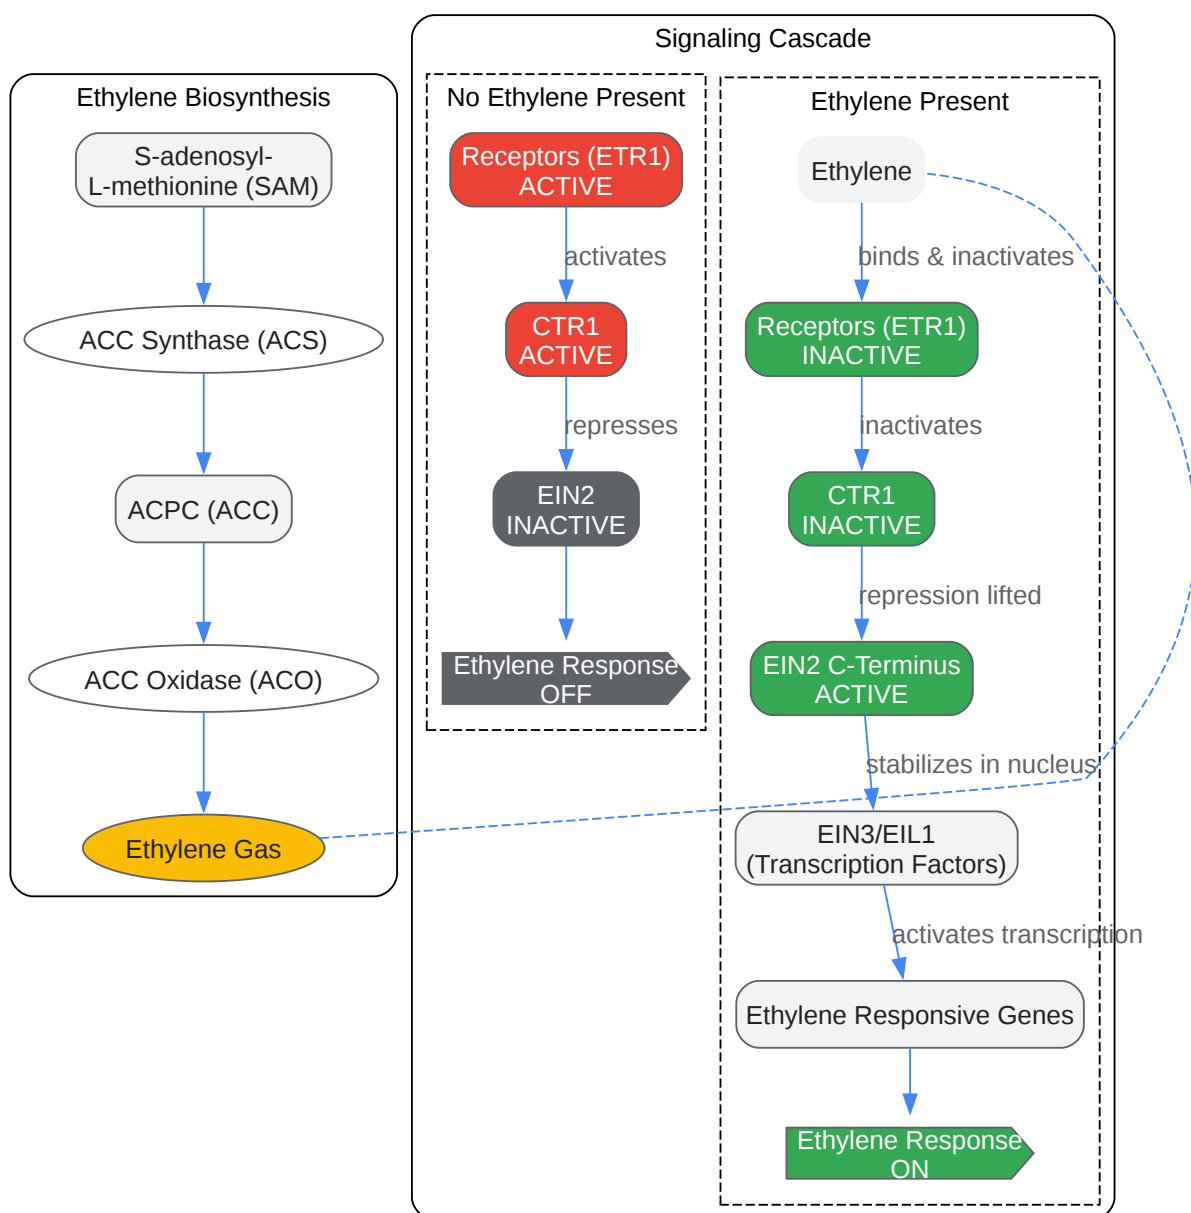 Signaling Cascade
Ethylene Biosynthesis
S-adenosyl-
L-methionine (SAM)
ACC Synthase (ACS)
ACPC (ACC)
ACC Oxidase (ACO)
Ethylene Gas
No Ethylene Present
Receptors (ETR1)
ACTIVE
activates
CTR1
ACTIVE
represses
EIN2
INACTIVE
Ethylene Response
OFF
Ethylene Present
Ethylene
binds & inactivates
Receptors (ETR1)
INACTIVE
inactivates
CTR1
INACTIVE
repression lifted
EIN2 C-Terminus
ACTIVE
stabilizes in nucleus
EIN3/EIL1
(Transcription Factors)
activates transcription
Ethylene Responsive Genes
Ethylene Response
ON